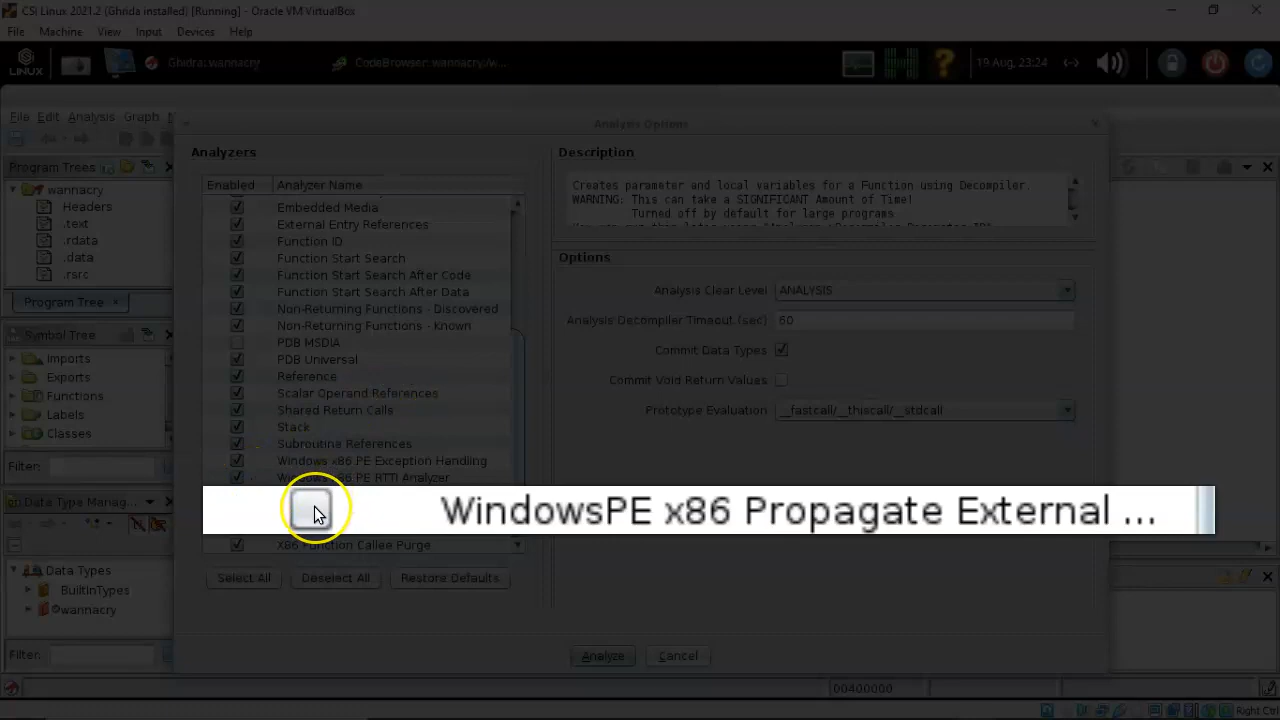 CSI Linux 2021.2 (Ghrida installed) [Running] - Oracle VM VirtualBox
File Machine View Input Devices Help
LINUX
Ghidra: wannacry
CodeBrowser: wannacry:/w...
19 Aug, 23:24
File Edit Analysis Graph
Analysis Options
Program Trees
wannacry
Headers
.text
.rdata
.data
.rsrc
Program Tree ×
Symbol Tree
Imports
Exports
Functions
Labels
Classes
Filter:
Data Type Manag...
Data Types
BuiltInTypes
wannacry
Filter:
Analyzers
Enabled Analyzer Name
Embedded Media
External Entry References
Function ID
Function Start Search
Function Start Search After Code
Function Start Search After Data
Non-Returning Functions - Discovered
Non-Returning Functions - Known
PDB MSDIA
PDB Universal
Reference
Scalar Operand References
Shared Return Calls
Stack
Subroutine References
Windows x86 PE Exception Handling
Windows x86 PE RTTI Analyzer
WindowsPE x86 Propagate External ...
X86 Function Callee Purge
Select All Deselect All Restore Defaults
Description
Creates parameter and local variables for a Function using Decompiler.
WARNING: This can take a SIGNIFICANT Amount of Time!
Turned off by default for large programs
Options
Analysis Clear Level ANALYSIS
Analysis Decompiler Timeout (sec) 60
Commit Data Types
Commit Void Return Values
Prototype Evaluation __fastcall/__thiscall/__stdcall
Analyze Cancel
00400000
Right Ctrl